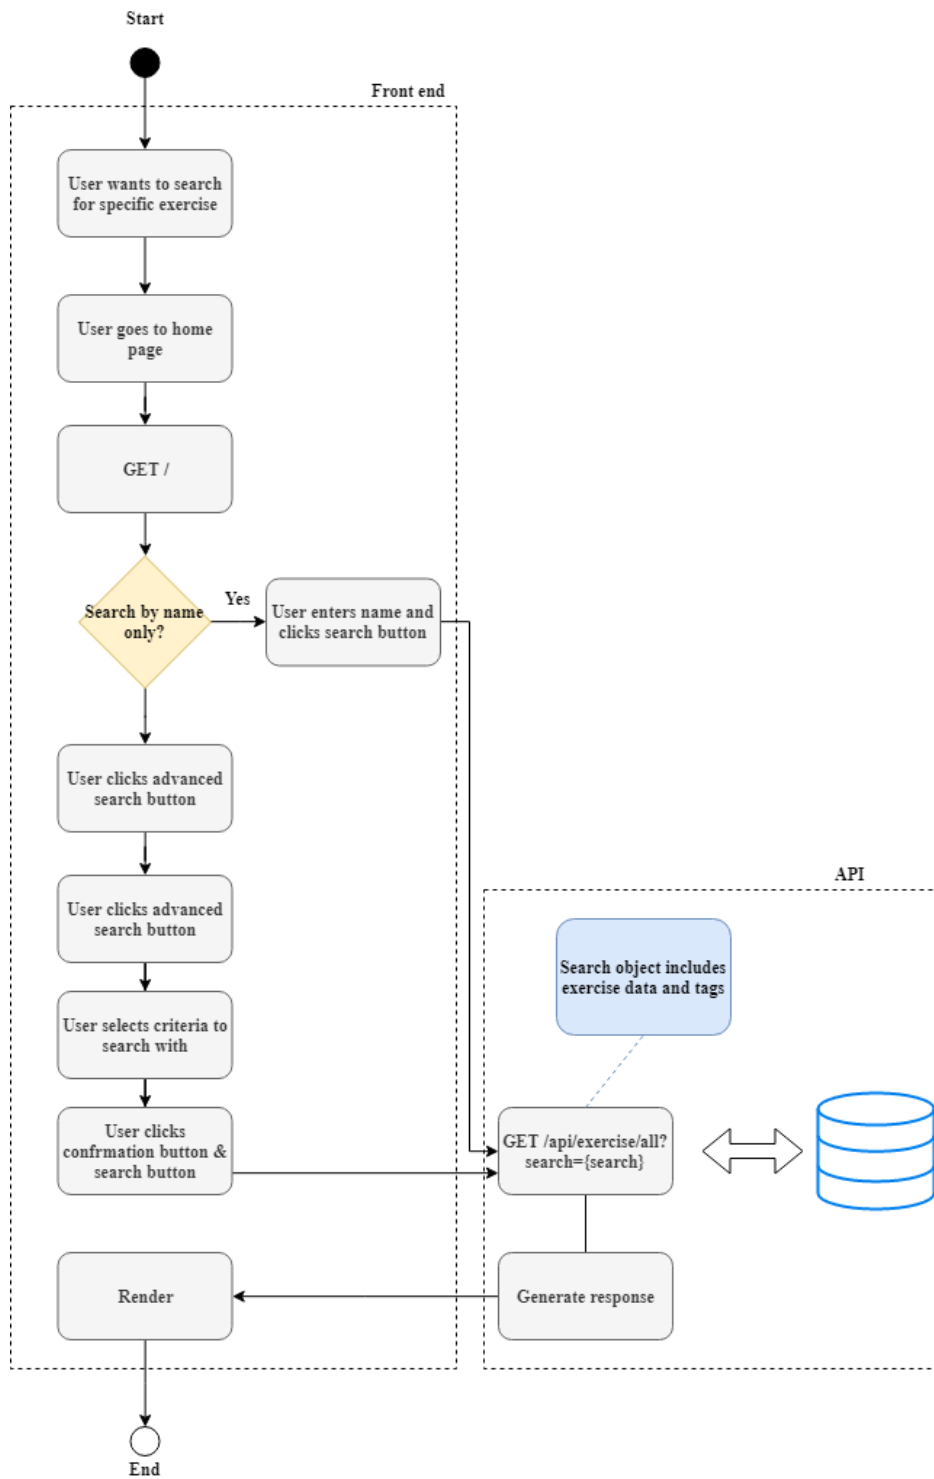 Start
Front end
User wants to search
for specific exercise
User goes to home
page
GET /
Search by name
only?
Yes
User enters name and
clicks search button
User clicks advanced
search button
User clicks advanced
search button
User selects criteria to
search with
User clicks
confrmation button &
search button
API
Search object includes
exercise data and tags
GET /api/exercise/all?
search={search}
Generate response
Render
End